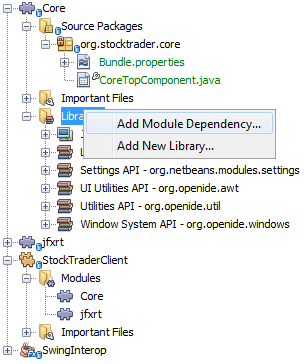 Core
Source Packages
org.stocktrader.core
Bundle.properties
CoreTopComponent.java
Important Files
Librar
Add Module Dependency...
Add New Library...
Settings API - org.netbeans.modules.settings
UI Utilities API - org.openide.awt
Utilities API - org.openide.util
Window System API - org.openide.windows
jfxrt
StockTraderClient
Modules
Core
jfxrt
Important Files
SwingInterop